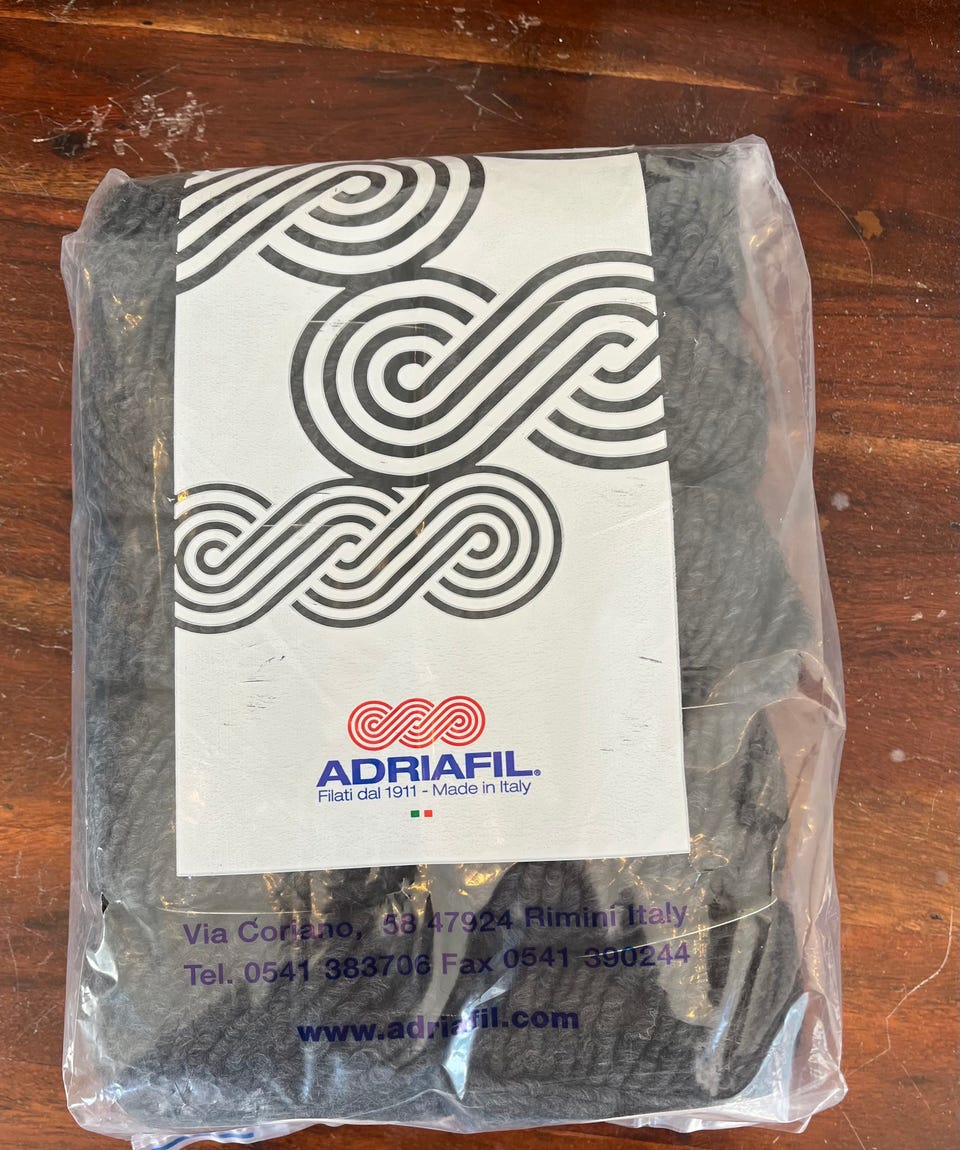 ADRIAFIL®
Filati dal 1911 - Made in Italy
Via Coriano, 58 47924 Rimini Italy
Tel. 0541 383706 Fax 0541 390244
www.adriafil.com